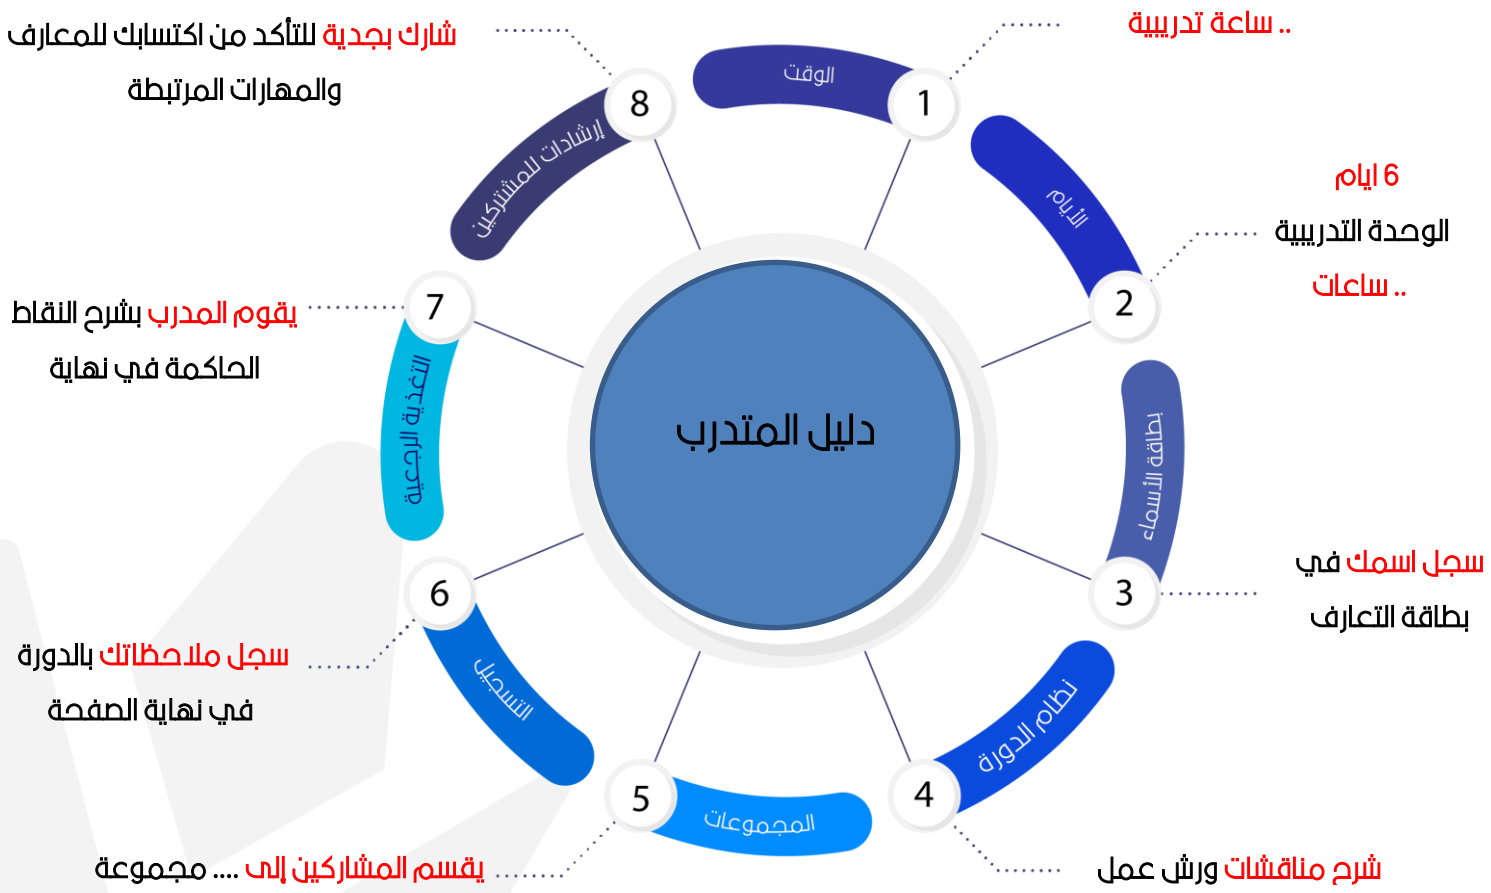 دليل المتدرب
1
الوقت
.. ساعة تدريبية
2
الأيام
6 ايام
الوحدة التدريبية
.. ساعات
3
بطاقة الأسماء
سجل اسمك في
بطاقة التعارف
4
نظام الدورة
شرح مناقشات ورش عمل
5
المجموعات
يقسم المشاركين إلى .... مجموعة
6
التسجيل
سجل ملاحظاتك بالدورة
في نهاية الصفحة
7
التغذية الرجعية
يقوم المدرب بشرح النقاط
الحاكمة في نهاية
8
إرشادات للمشتركين
شارك بجدية للتأكد من اكتسابك للمعارف
والمهارات المرتبطة